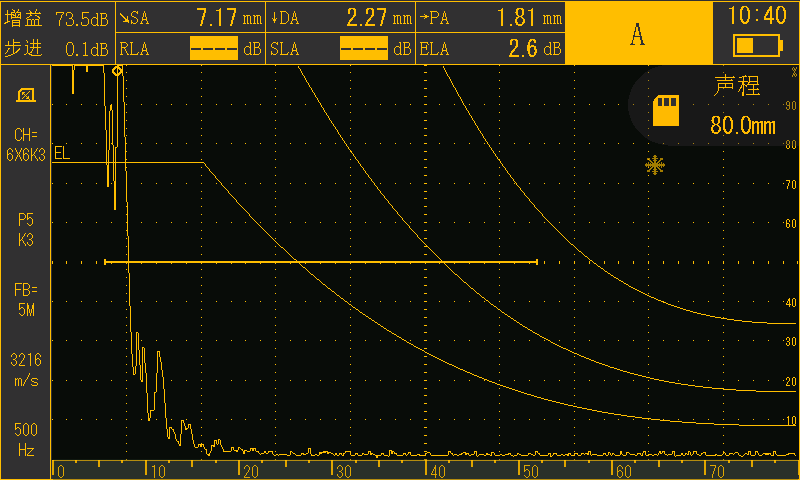 增益 73.5dB ↘SA 7.17 mm ↓DA 2.27 mm →PA 1.81 mm A 10:40
步进 0.1dB RLA ---- dB SLA ---- dB ELA 2.6 dB
声程
80.0mm
CH=
6X6K3
EL
P5
K3
FB=
5M
3216
m/s
500
Hz
%
90
80
70
60
40
30
20
10
0 10 20 30 40 50 60 70